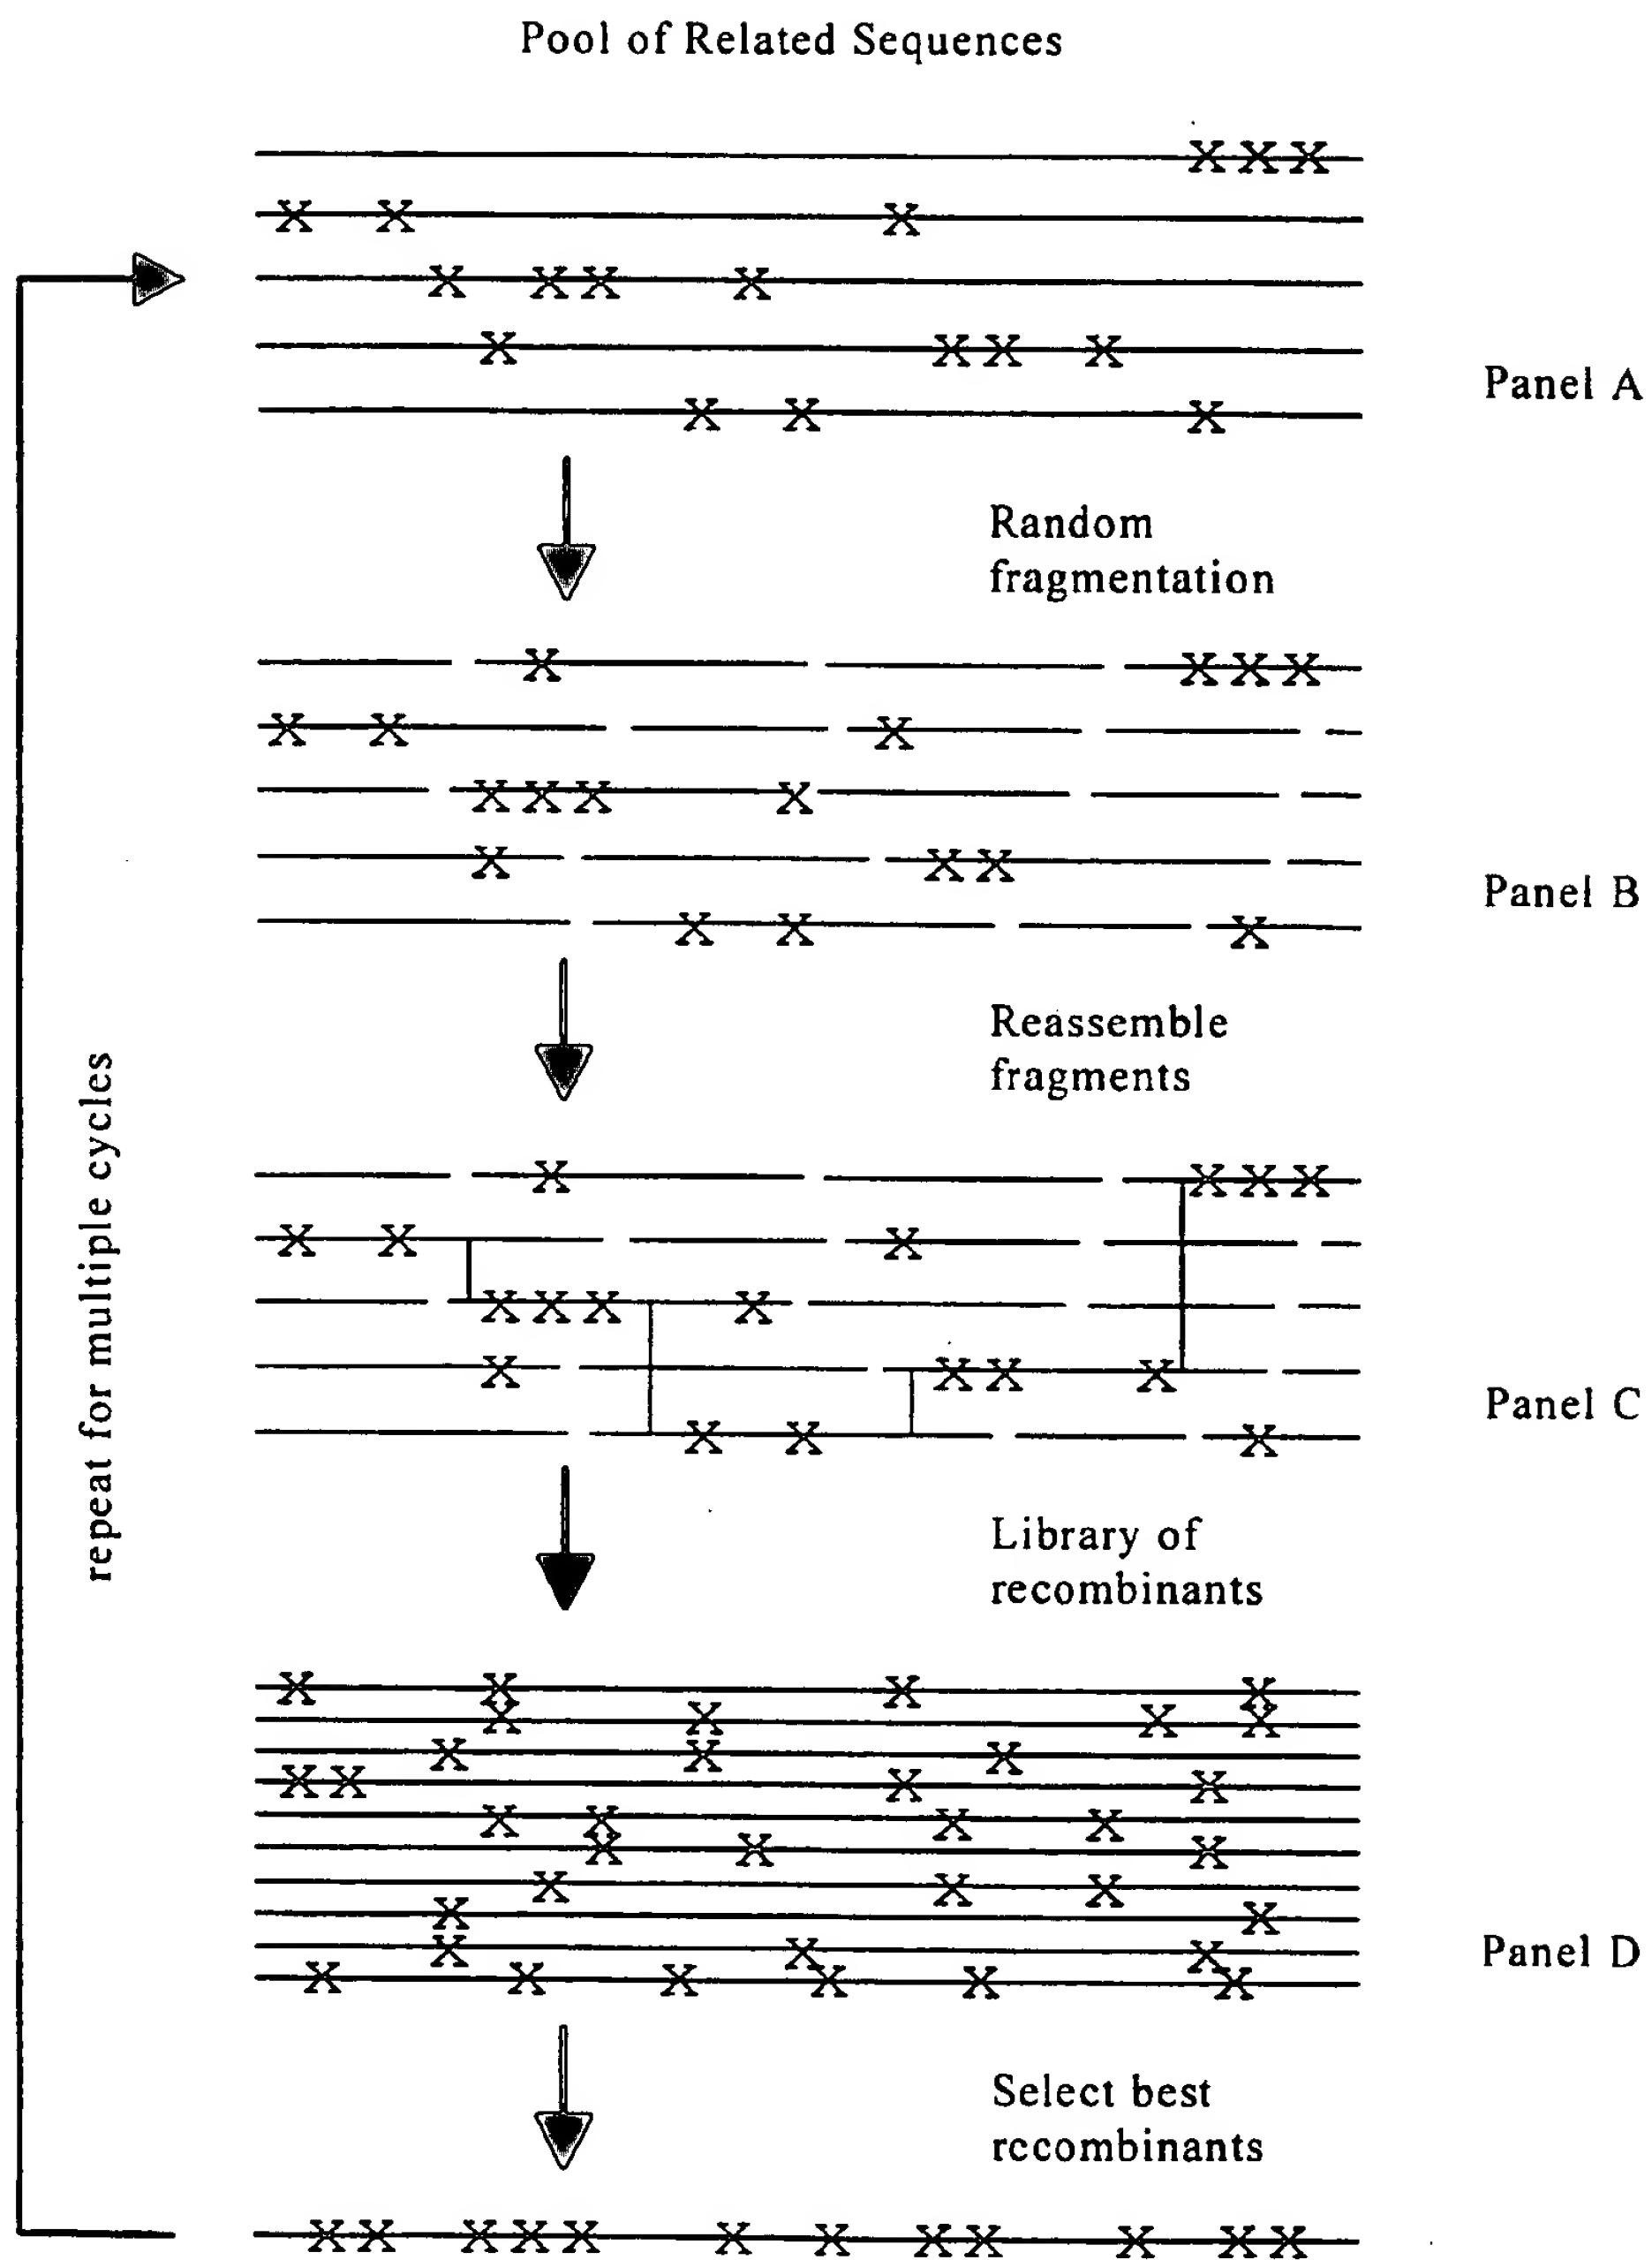 Pool of Related Sequences
Panel A
Random
fragmentation
Panel B
Reassemble
fragments
repeat for multiple cycles
Panel C
Library of
recombinants
Panel D
Select best
rccombinants